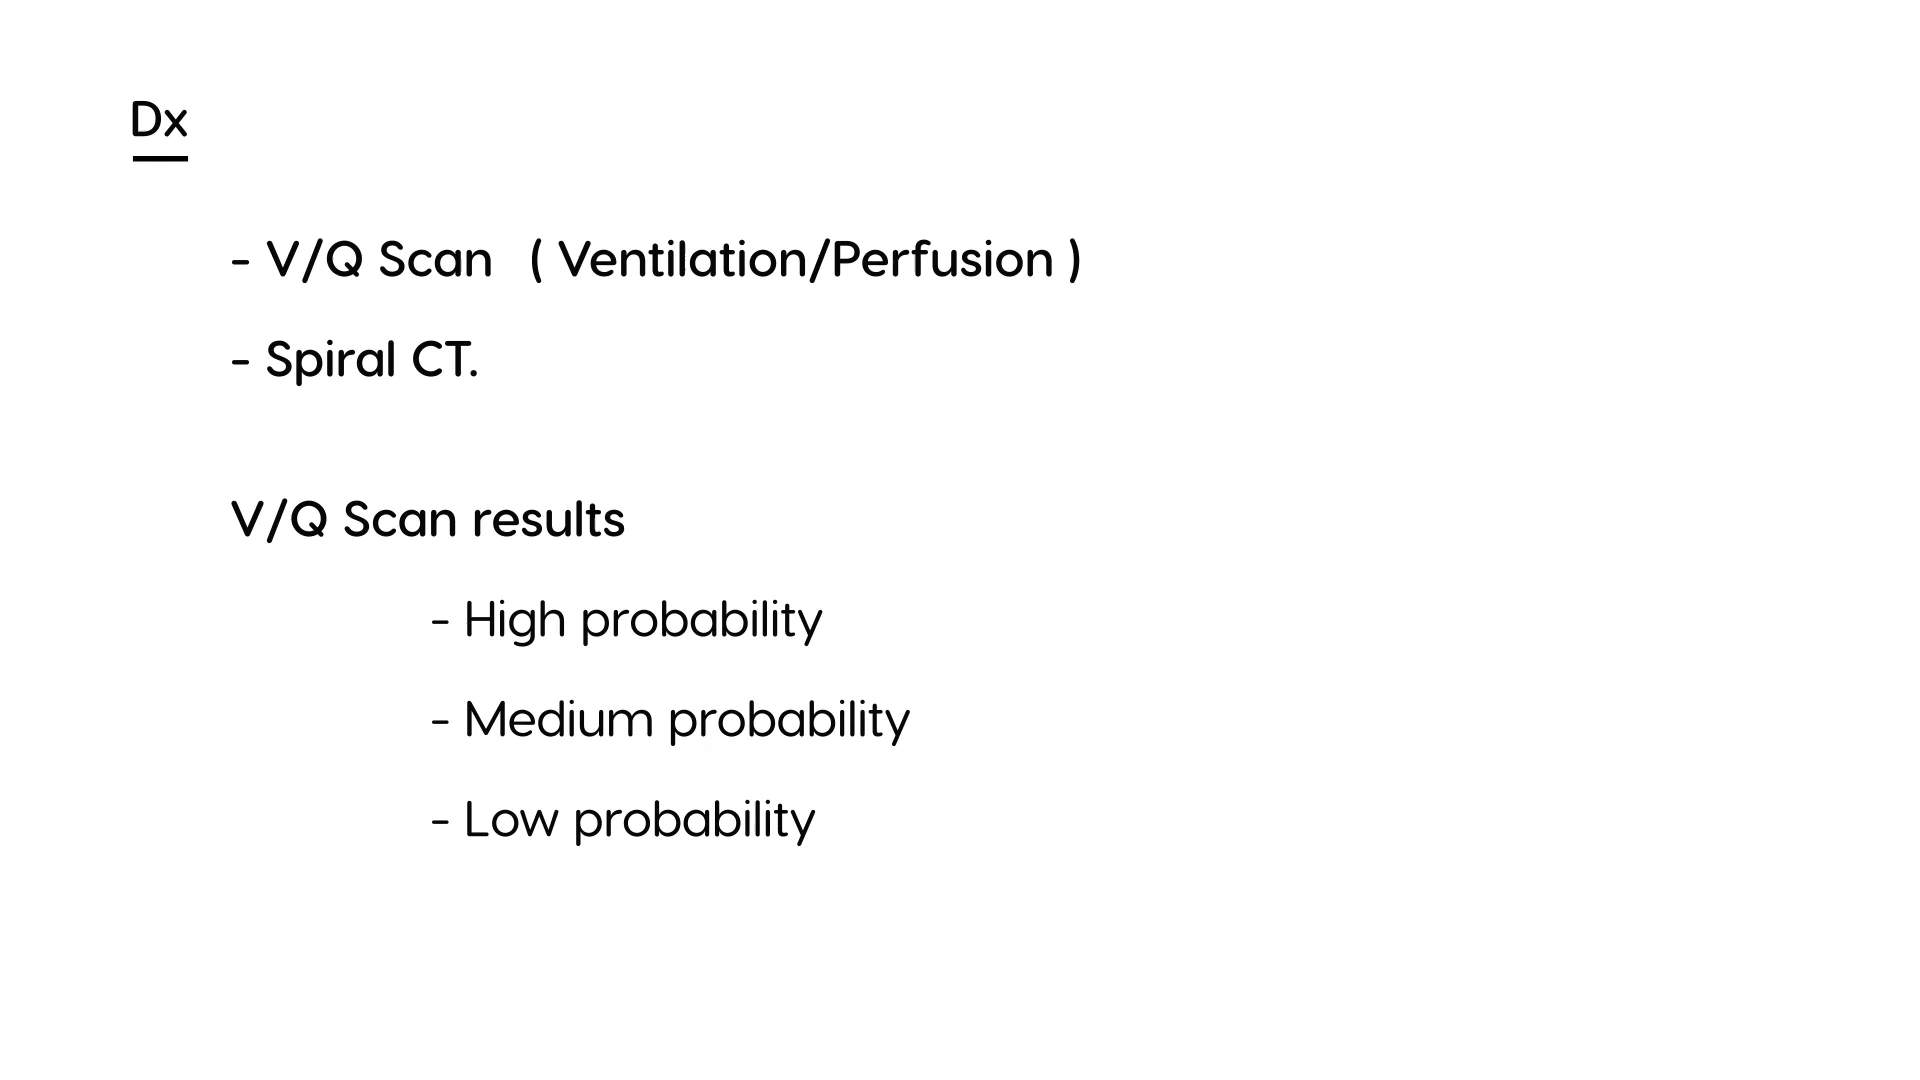 Dx
- V/Q Scan ( Ventilation/Perfusion )
- Spiral CT.
V/Q Scan results
- High probability
- Medium probability
- Low probability